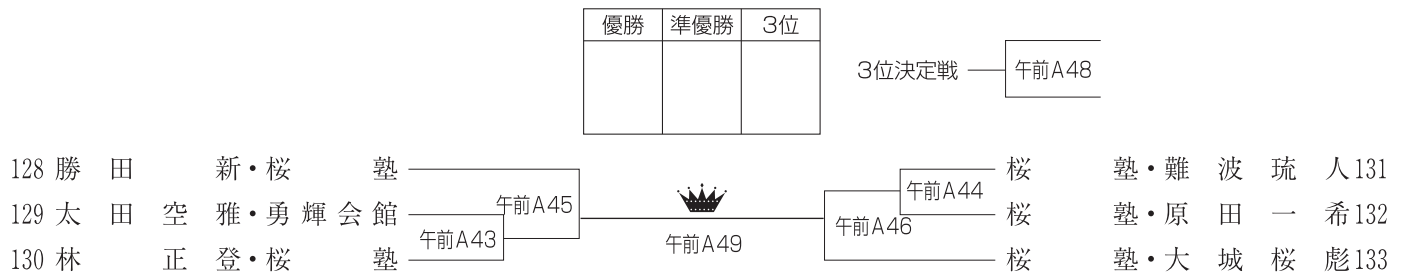 優勝 準優勝 3位
3位決定戦 午前A48
128 勝田 新・桜塾
129 太田空雅・勇輝会館
130 林 正登・桜塾
午前A43
午前A45
午前A49
午前A44
午前A46
桜塾・難波琉人 131
桜塾・原田一希 132
桜塾・大城桜彪 133